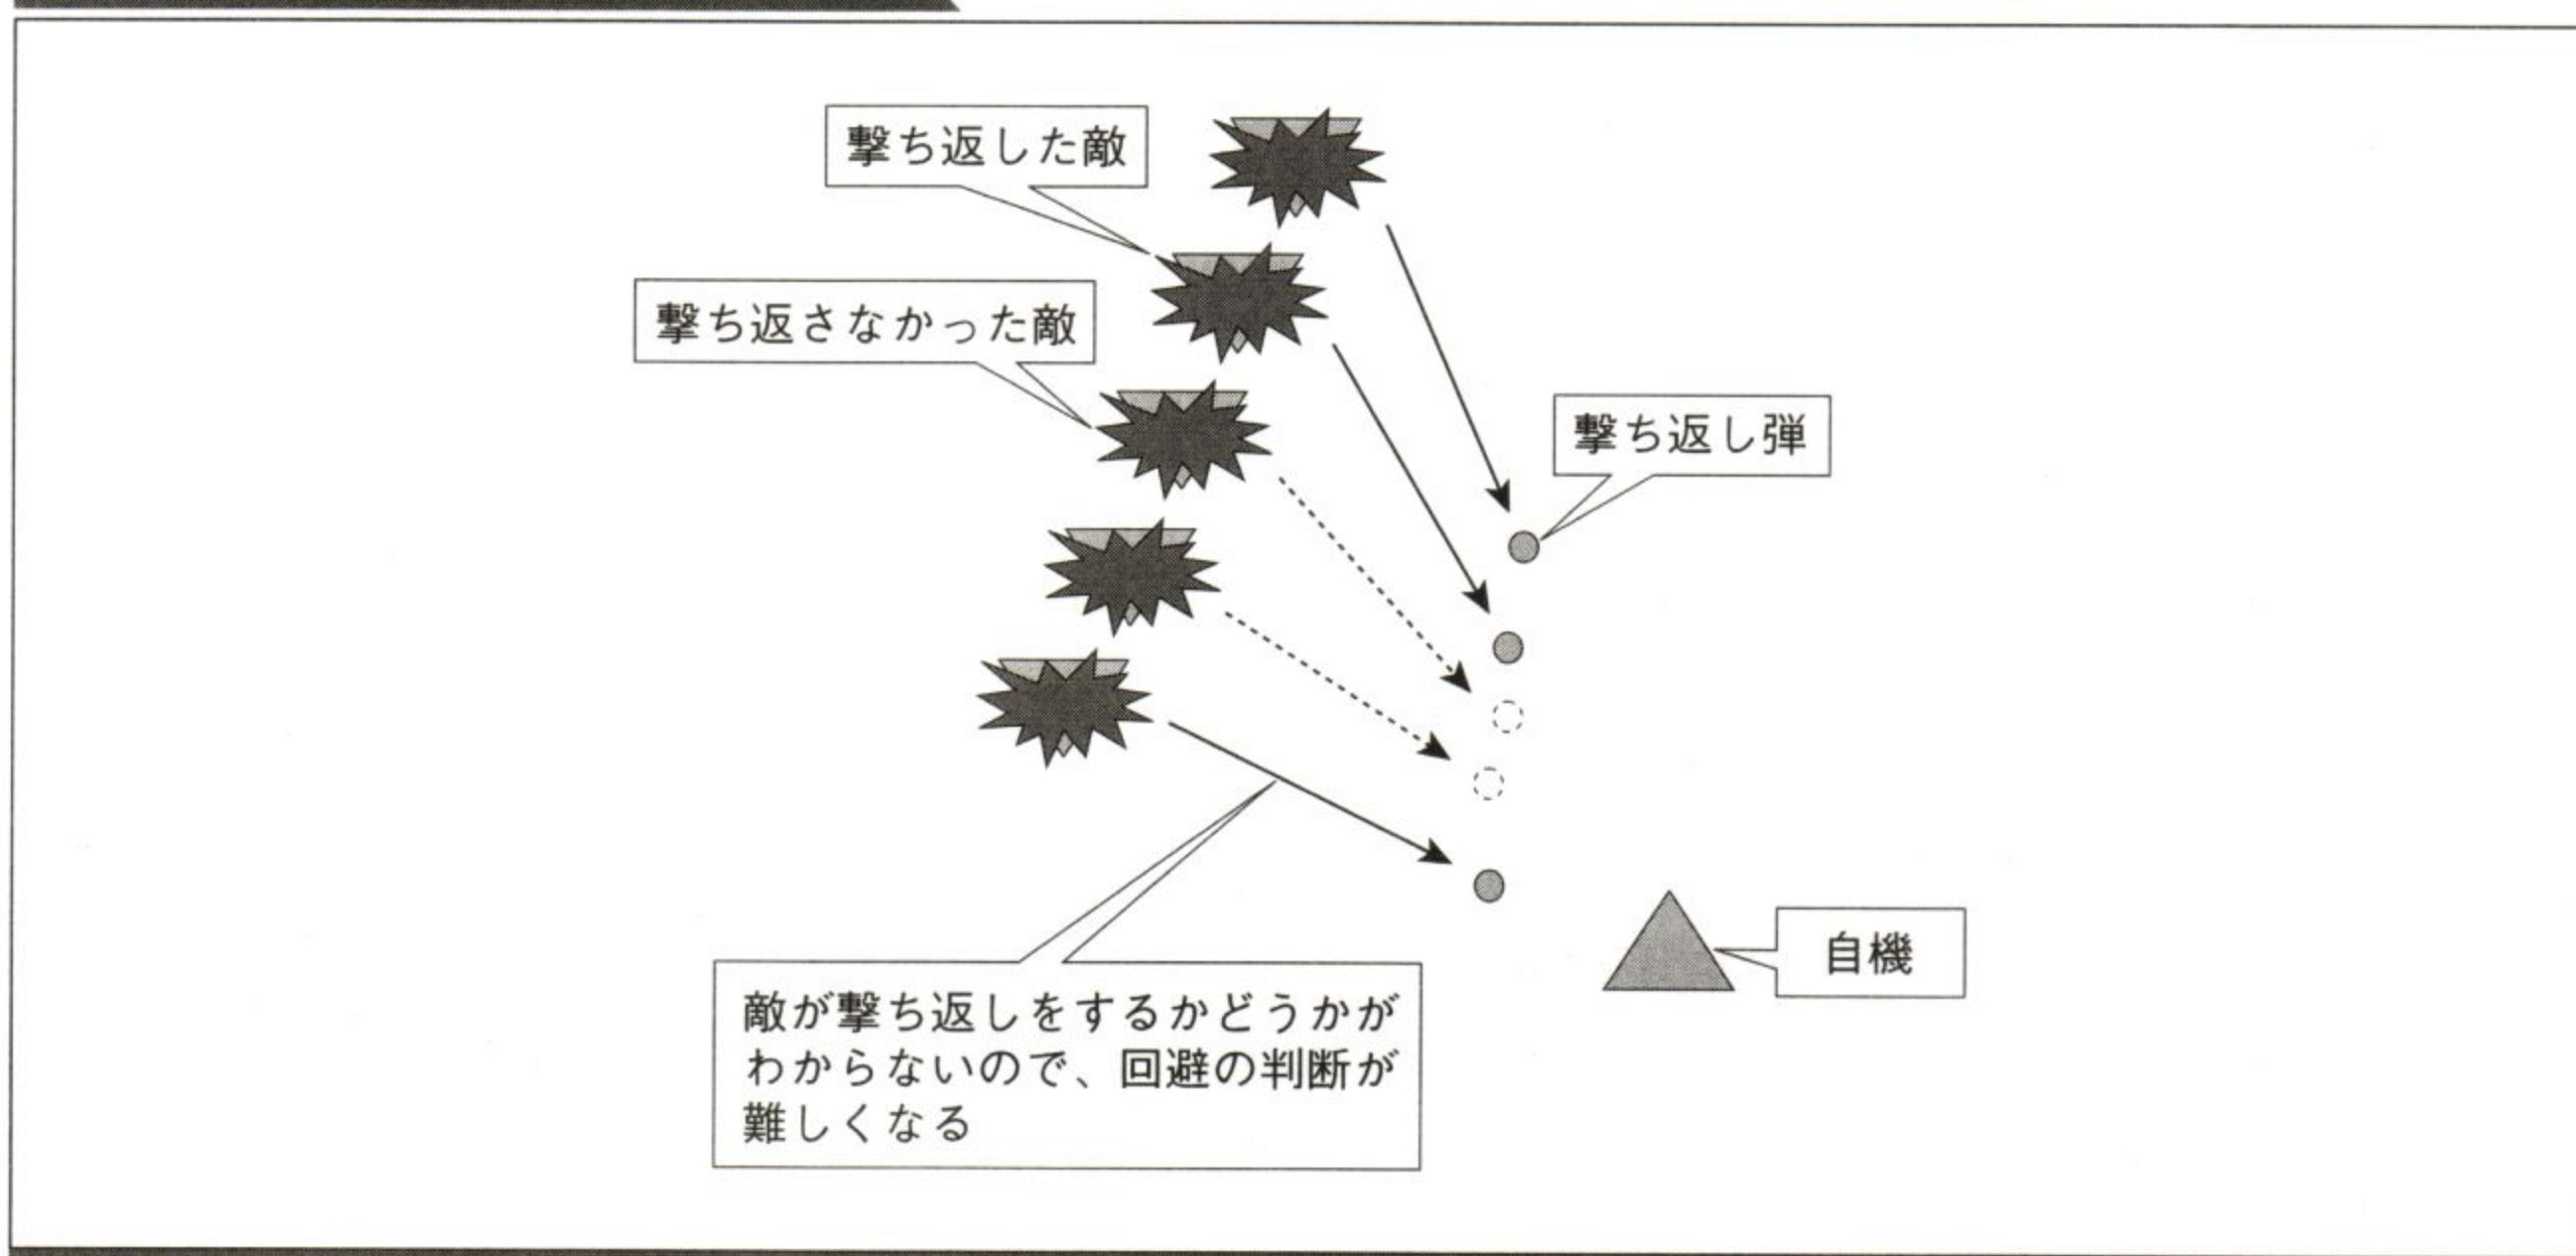 撃ち返した敵
撃ち返さなかった敵
撃ち返し弾
自機
敵が撃ち返しをするかどうかが
わからないので、回避の判断が
難しくなる